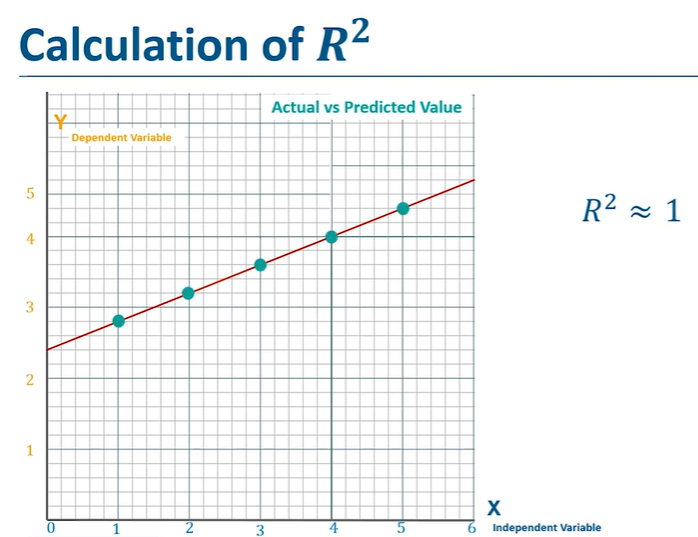 Calculation of R²
Actual vs Predicted Value
Y
Dependent Variable
5
4
3
2
1
R² ≈ 1
X
0 1 2 3 4 5 6 Independent Variable